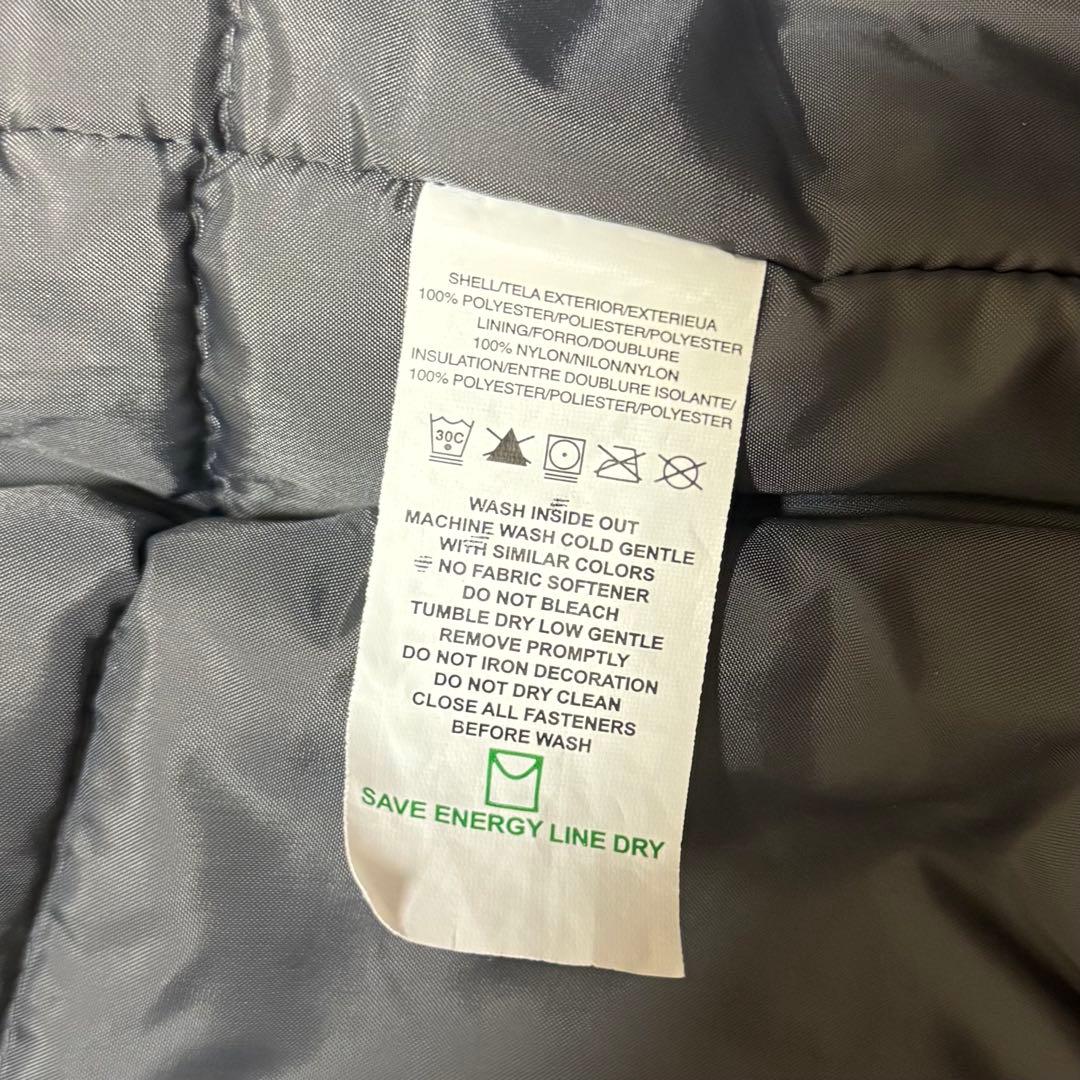 SHELL/TELA EXTERIOR/EXTERIEUA
100% POLYESTER/POLIESTER/POLYESTER
LINING/FORRO/DOUBLURE
100% NYLON/NILON/NYLON
INSULATION/ENTRE DOUBLURE ISOLANTE/
100% POLYESTER/POLIESTER/POLYESTER
30C
WASH INSIDE OUT
MACHINE WASH COLD GENTLE
WITH SIMILAR COLORS
NO FABRIC SOFTENER
DO NOT BLEACH
TUMBLE DRY LOW GENTLE
REMOVE PROMPTLY
DO NOT IRON DECORATION
DO NOT DRY CLEAN
CLOSE ALL FASTENERS
BEFORE WASH
SAVE ENERGY LINE DRY